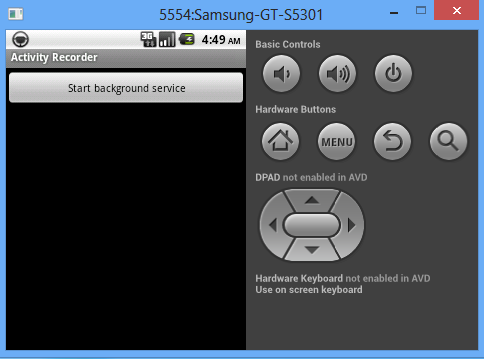 5554:Samsung-GT-S5301
3G
4:49 AM
Activity Recorder
Start background service
Basic Controls
Hardware Buttons
MENU
DPAD not enabled in AVD
Hardware Keyboard not enabled in AVD
Use on screen keyboard